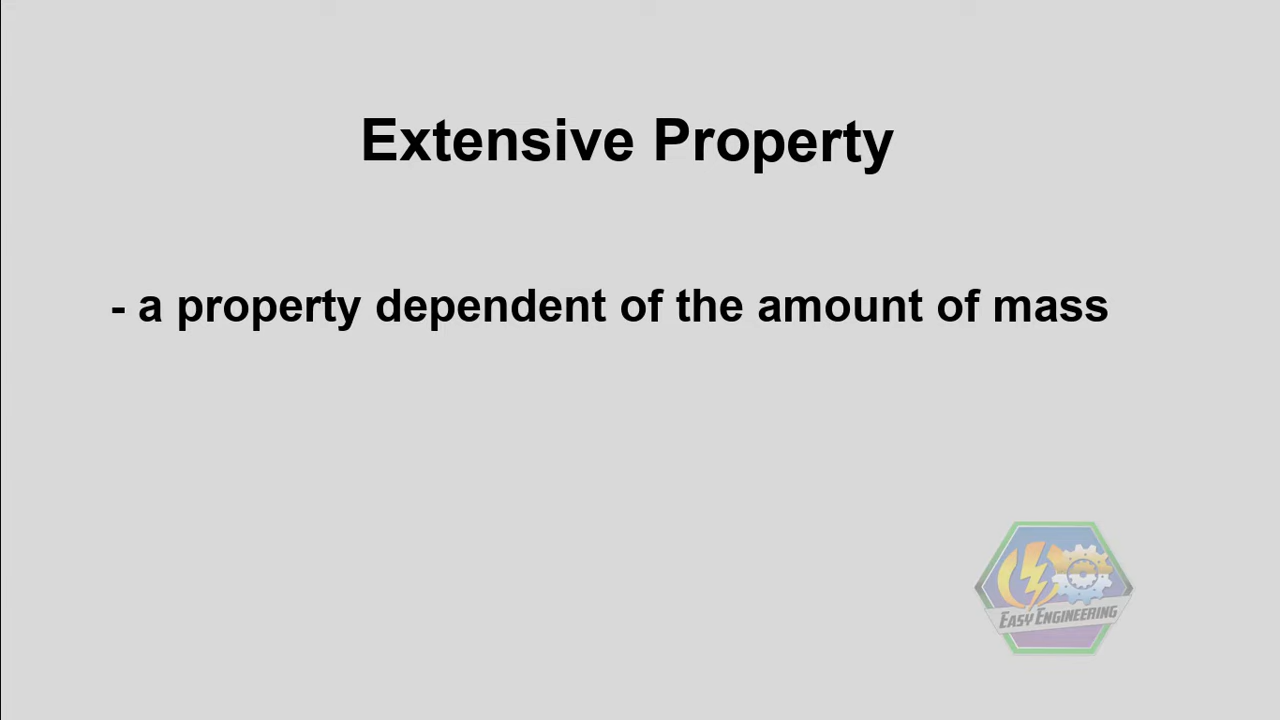 Extensive Property
- a property dependent of the amount of mass
EASY ENGINEERING